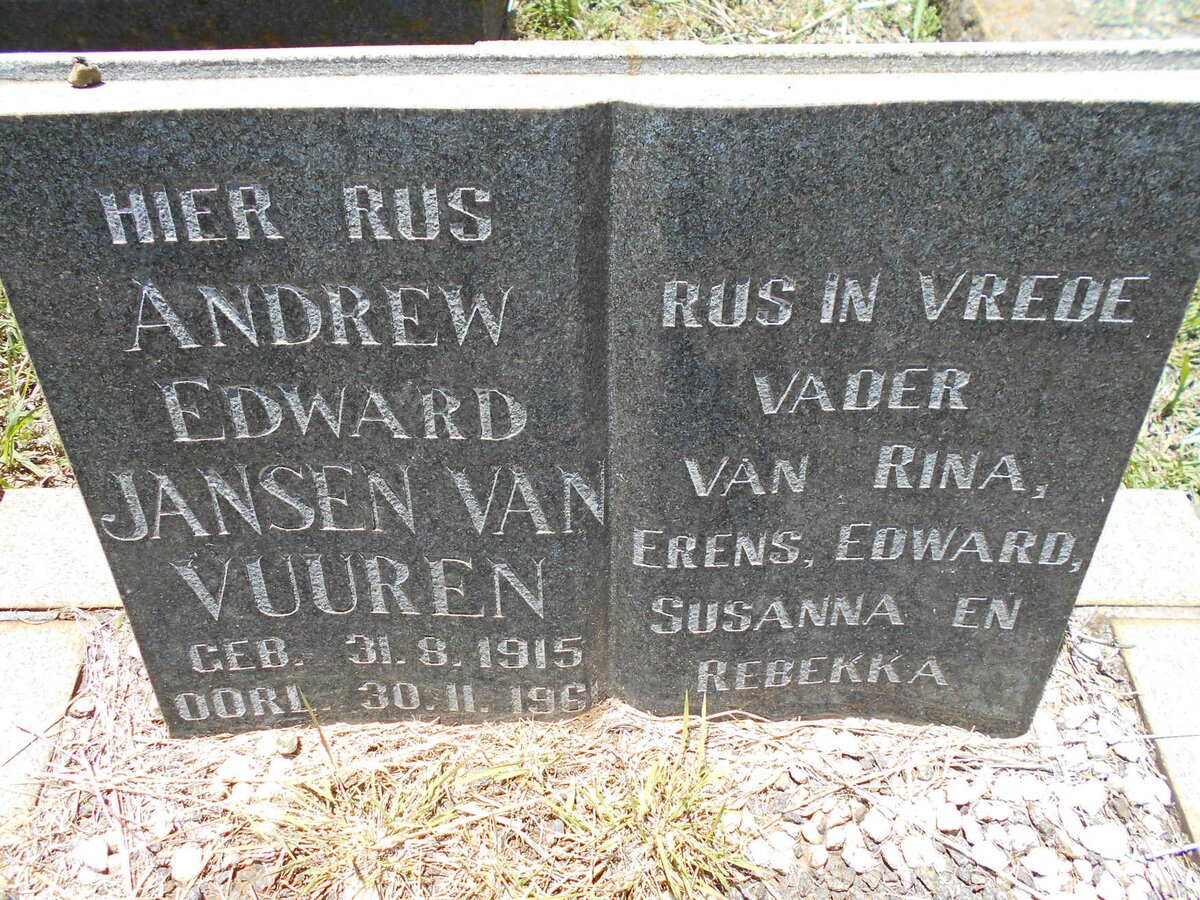 HIER RUS
ANDREW
EDWARD
JANSEN VAN
VUUREN
GEB. 31.8.1915
OORL. 30.11.196
RUS IN VREDE
VADER
VAN RINA,
ERENS, EDWARD,
SUSANNA EN
REBEKKA